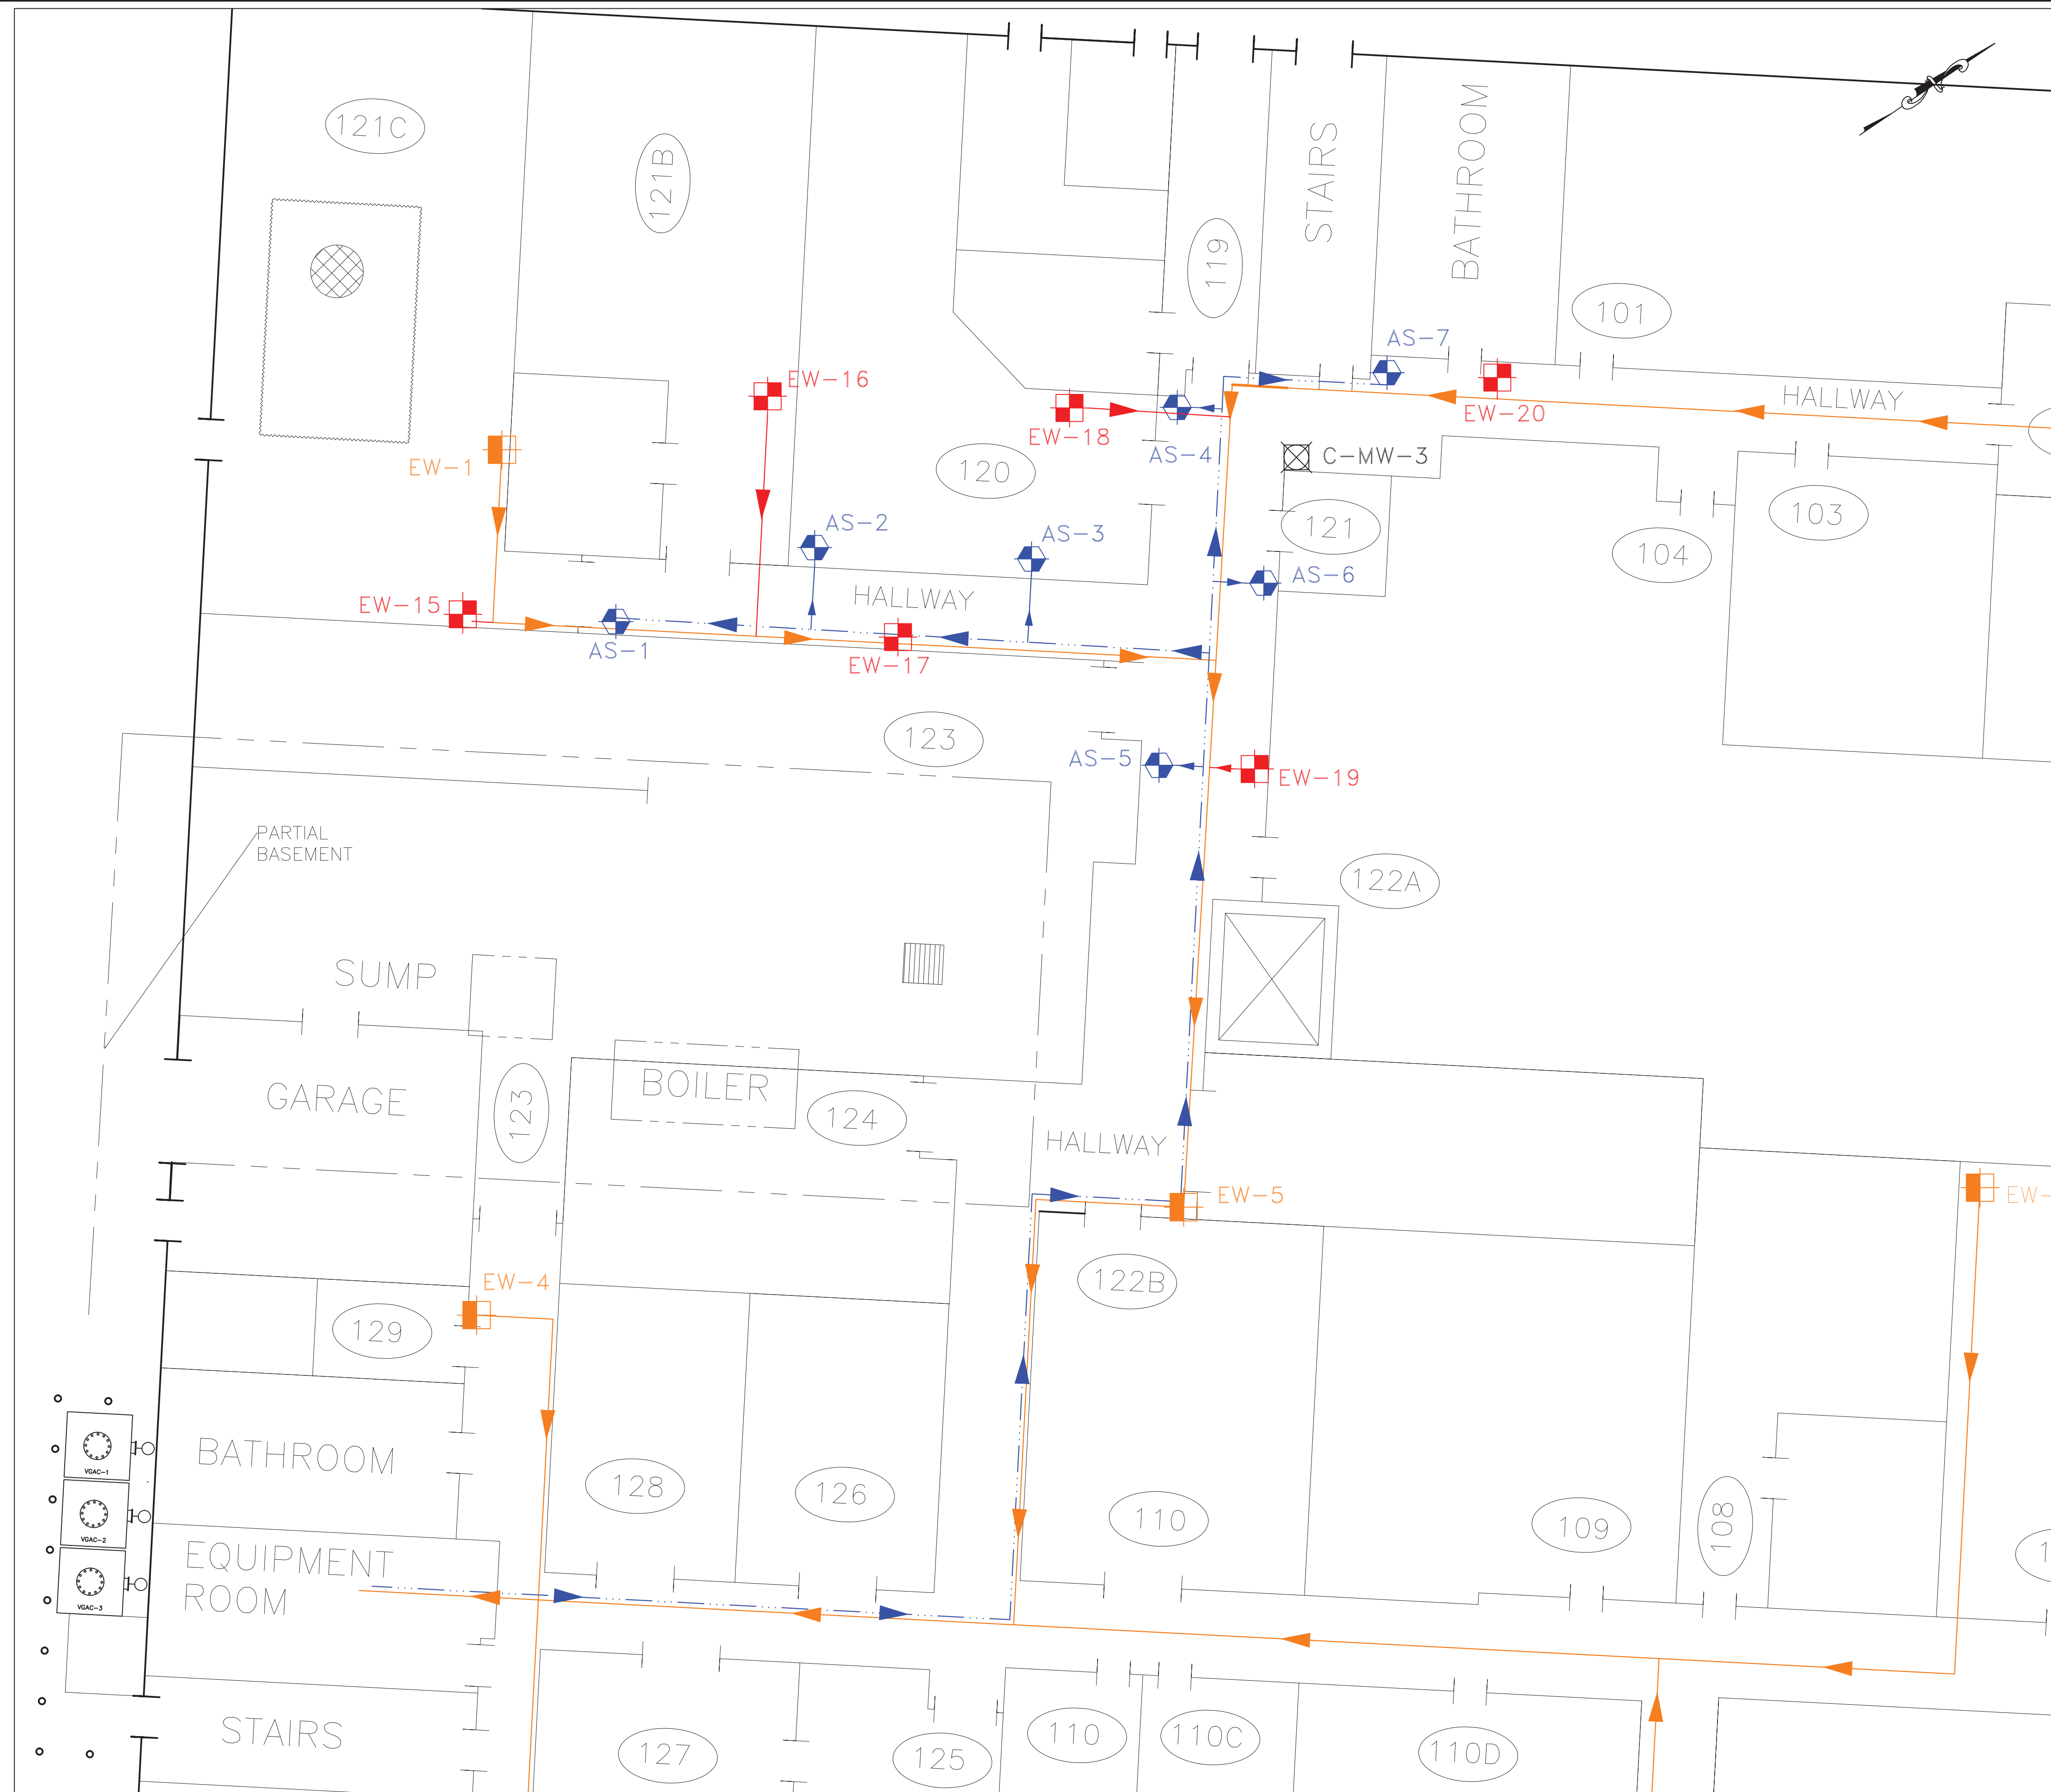 121C
121B
119
STAIRS
BATHROOM
101
AS-7
EW-16
HALLWAY
EW-20
EW-18
AS-4
C-MW-3
EW-1
120
121
103
104
AS-2
AS-3
AS-6
HALLWAY
EW-15
AS-1
EW-17
123
AS-5
EW-19
PARTIAL
BASEMENT
122A
SUMP
GARAGE
BOILER
123
124
HALLWAY
EW-5
EW-
EW-4
122B
129
BATHROOM
VGAC-1
128
126
110
109
108
VGAC-2
EQUIPMENT
ROOM
VGAC-3
STAIRS
127
125
110
110C
110D